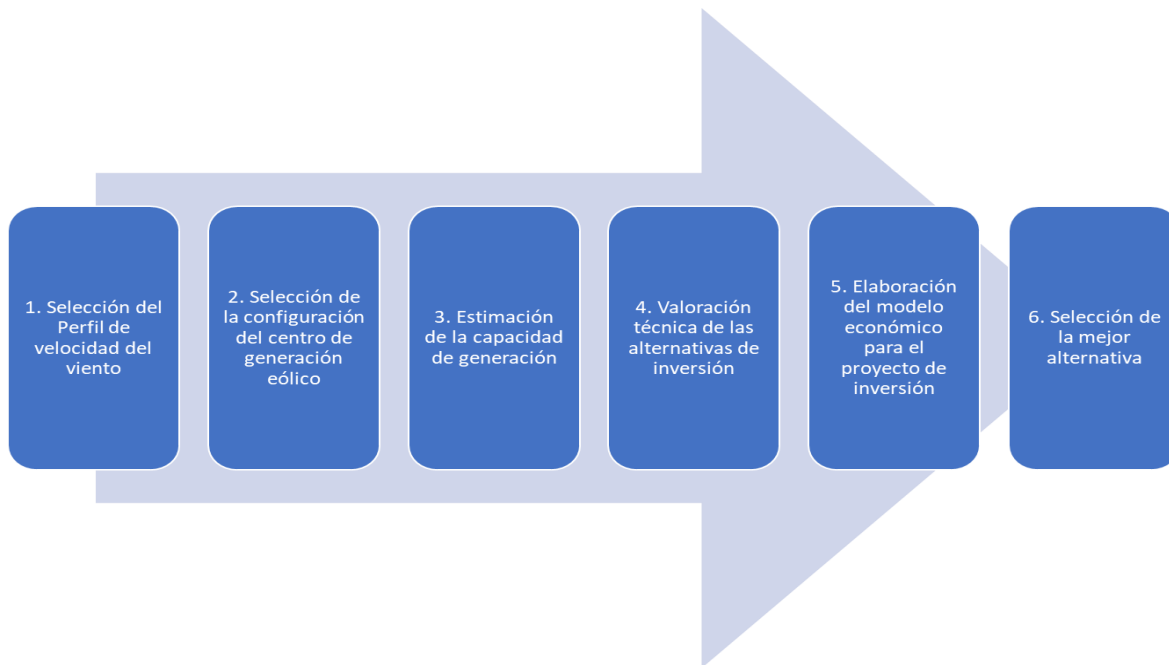 1. Selección del
Perfil de
velocidad del
viento
2. Selección de
la configuración
del centro de
generación
eólico
3. Estimación
de la capacidad
de generación
4. Valoración
técnica de las
alternativas de
inversión
5. Elaboración
del modelo
económico
para el
proyecto de
inversión
6. Selección de
la mejor
alternativa